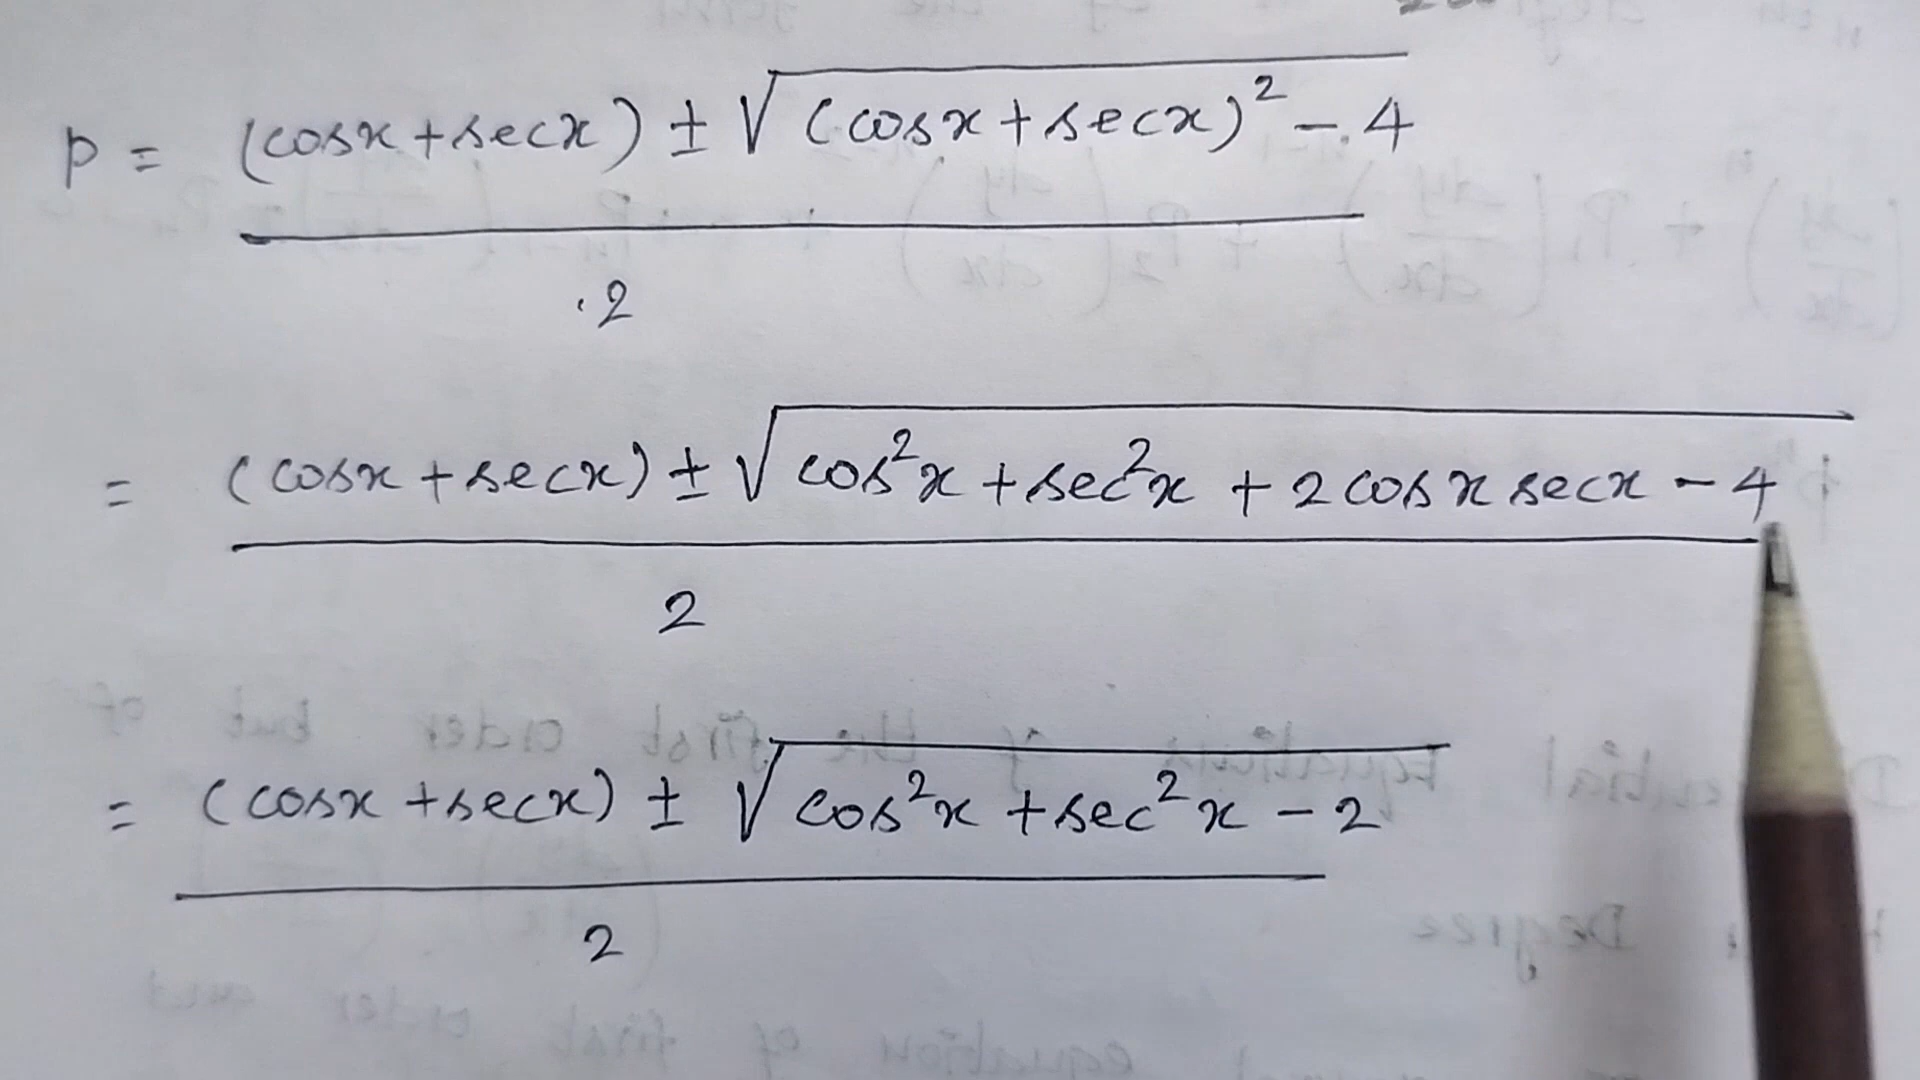 p = (cosx + secx) ± √(cosx + secx)² - 4
2
= (cosx + secx) ± √cos²x + sec²x + 2 cosx secx - 4
2
= (cosx + secx) ± √cos²x + sec²x - 2
2